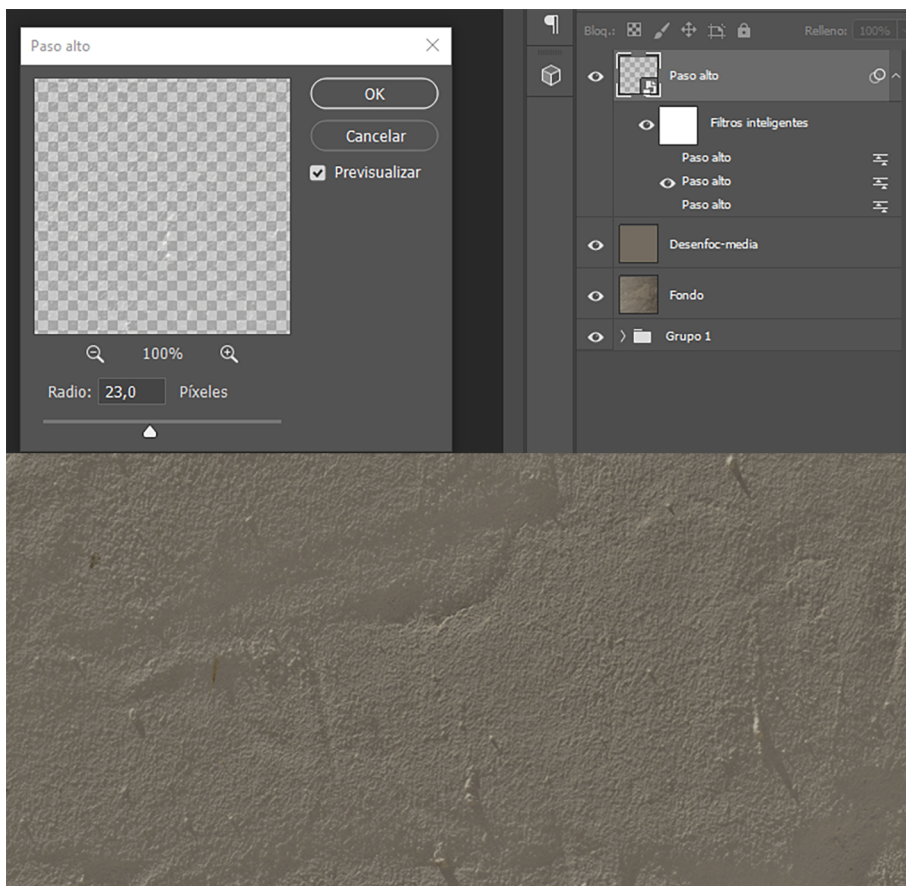 Paso alto
OK
Cancelar
Previsualizar
100%
Radio: 23,0 Píxeles
Bloq.: Relleno: 100%
Paso alto
Filtros inteligentes
Paso alto
Paso alto
Paso alto
Desenfoc-media
Fondo
Grupo 1